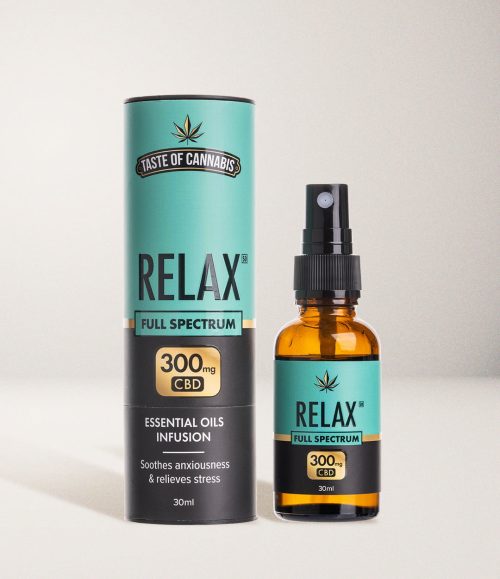 TASTE OF CANNABIS
RELAX
FULL SPECTRUM
300mg
CBD
ESSENTIAL OILS
INFUSION
Soothes anxiousness
& relieves stress
30ml
RELAX
FULL SPECTRUM
300mg
CBD
30ml